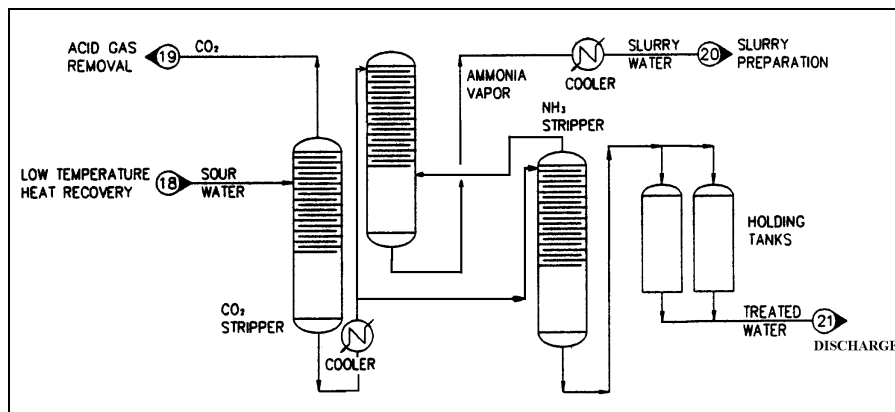 ACID GAS
REMOVAL
19
CO₂
AMMONIA
VAPOR
COOLER
SLURRY
WATER
20
SLURRY
PREPARATION
NH₃
STRIPPER
LOW TEMPERATURE
HEAT RECOVERY
18
SOUR
WATER
HOLDING
TANKS
CO₂
STRIPPER
COOLER
TREATED
WATER
21
DISCHARGE